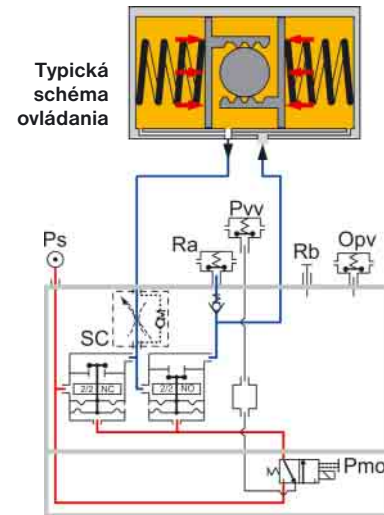 Typická
schéma
ovládania
Pvv
Ps
Ra
Rb
Opv
SC
2/2 NC
2/2 NO
Pmo